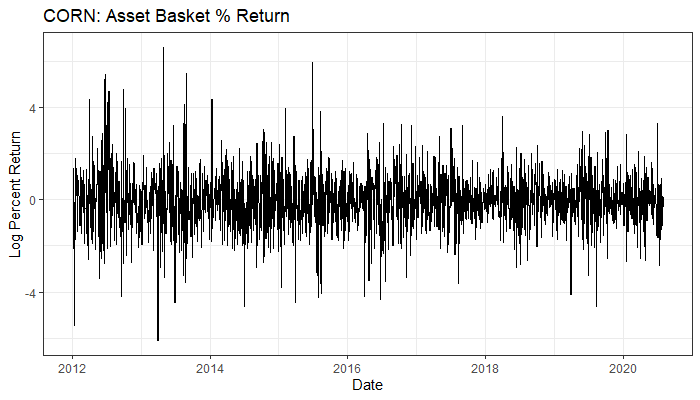 CORN: Asset Basket % Return
Log Percent Return
4
0
-4
2012 2014 2016 2018 2020
Date